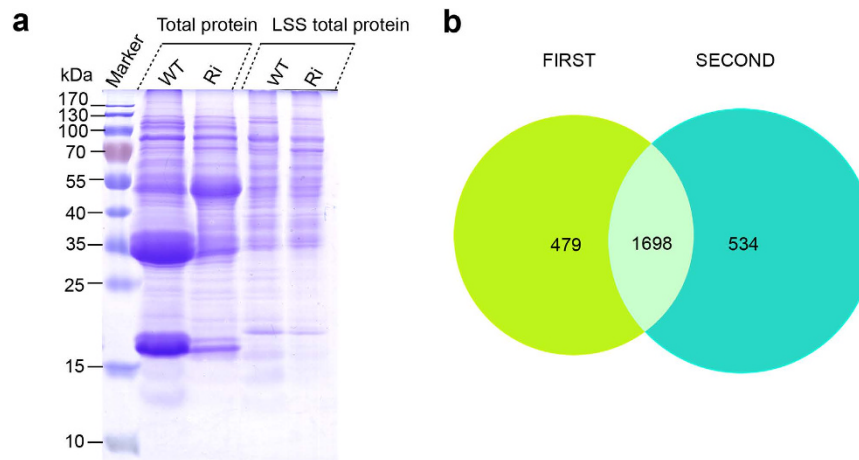 a
Total protein
LSS total protein
kDa
Marker
WT
Ri
WT
Ri
170
130
100
70
55
40
35
25
15
10
b
FIRST
SECOND
479
1698
534